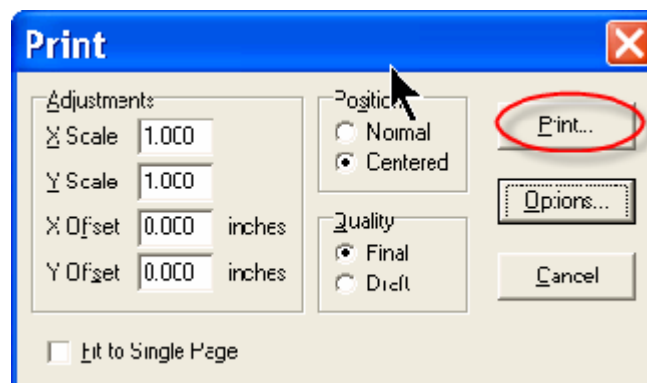 Print
Adjustments
X Scale 1.000
Y Scale 1.000
X Offset 0.000 inches
Y Offset 0.000 inches
Fit to Single Page
Position
Normal
Centered
Quality
Final
Draft
Print...
Options...
Cancel